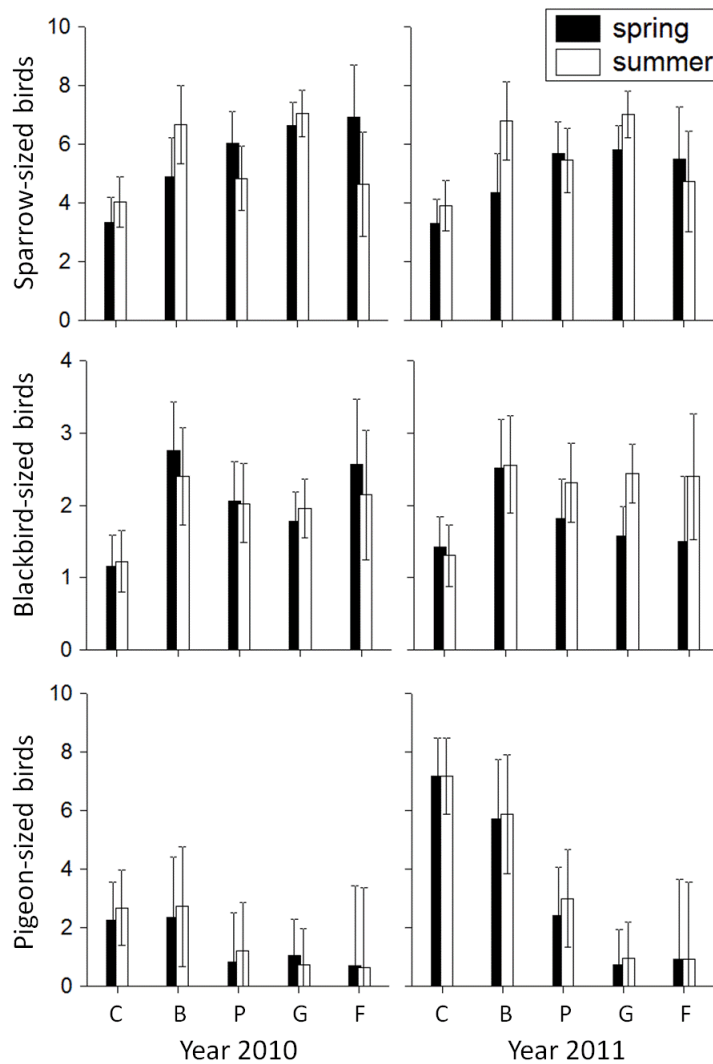 spring
summer
Sparrow-sized birds
10
8
6
4
2
0
Blackbird-sized birds
4
3
2
1
0
Pigeon-sized birds
10
8
6
4
2
0
C B P G F C B P G F
Year 2010 Year 2011